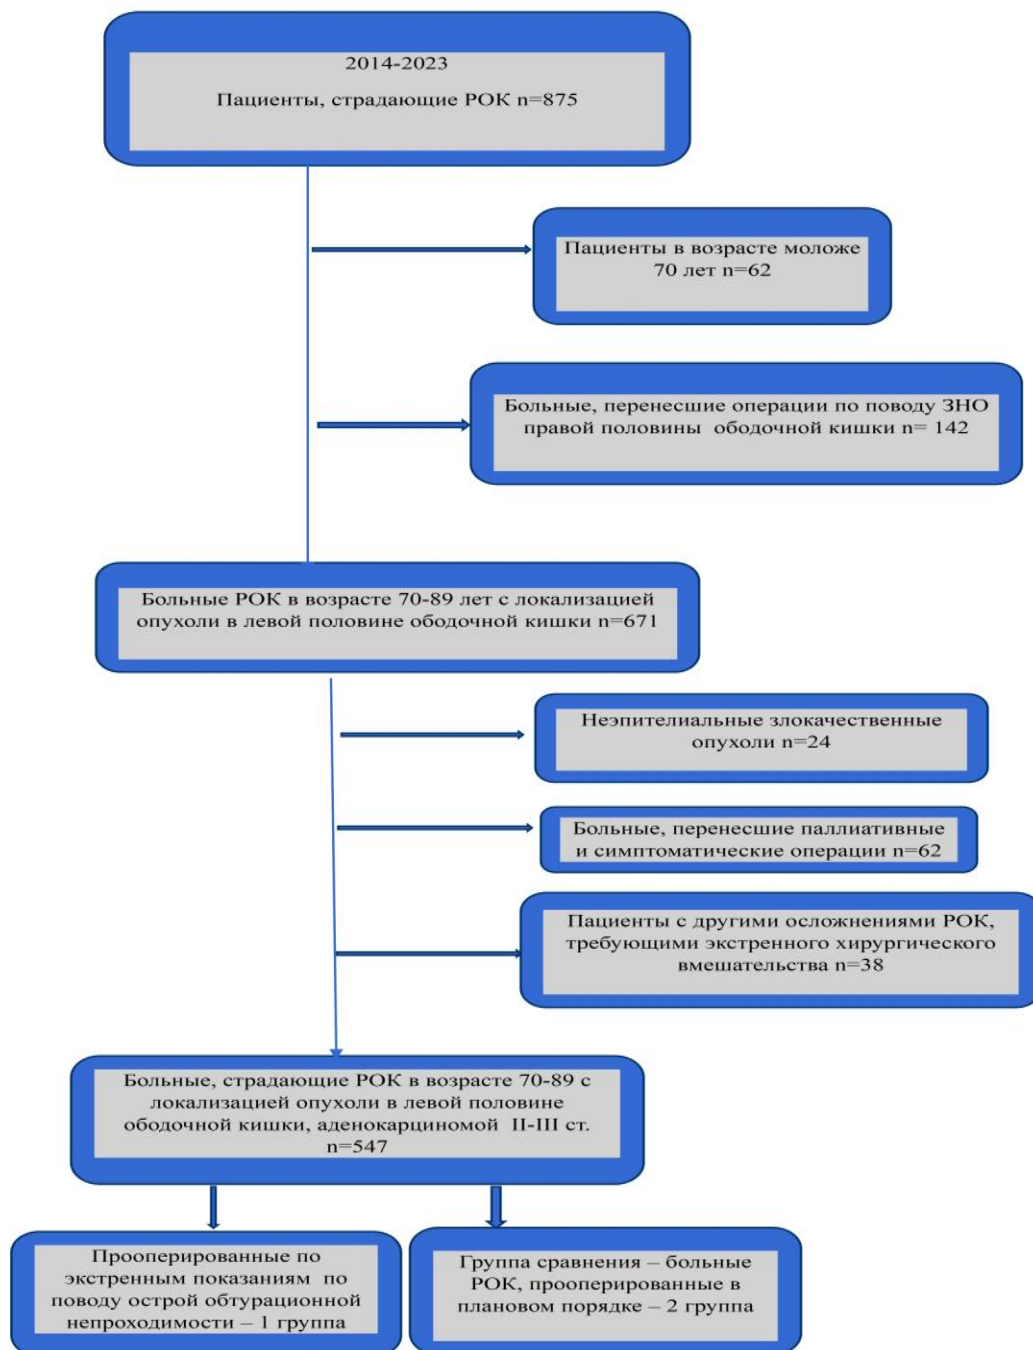 2014-2023
Пациенты, страдающие РОК n=875
Пациенты в возрасте моложе
70 лет n=62
Больные, перенесшие операции по поводу ЗНО
правой половины ободочной кишки n= 142
Больные РОК в возрасте 70-89 лет с локализацией
опухоли в левой половине ободочной кишки n=671
Неэпителиальные злокачественные
опухоли n=24
Больные, перенесшие паллиативные
и симптоматические операции n=62
Пациенты с другими осложнениями РОК,
требующими экстренного хирургического
вмешательства n=38
Больные, страдающие РОК в возрасте 70-89 с
локализацией опухоли в левой половине
ободочной кишки, аденокарциномой II-III ст.
n=547
Прооперированные по
экстренным показаниям по
поводу острой обтурационной
непроходимости – 1 группа
Группа сравнения – больные
РОК, прооперированные в
плановом порядке – 2 группа